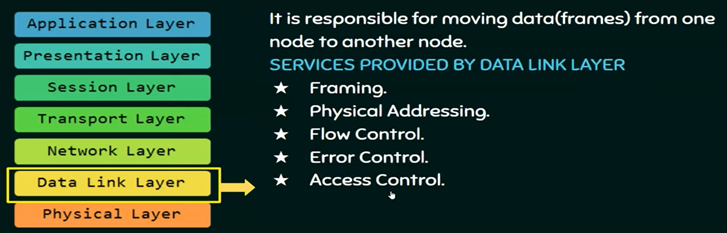 Application Layer
Presentation Layer
Session Layer
Transport Layer
Network Layer
Data Link Layer
Physical Layer
It is responsible for moving data(frames) from one
node to another node.
SERVICES PROVIDED BY DATA LINK LAYER
★ Framing.
★ Physical Addressing.
★ Flow Control.
★ Error Control.
★ Access Control.